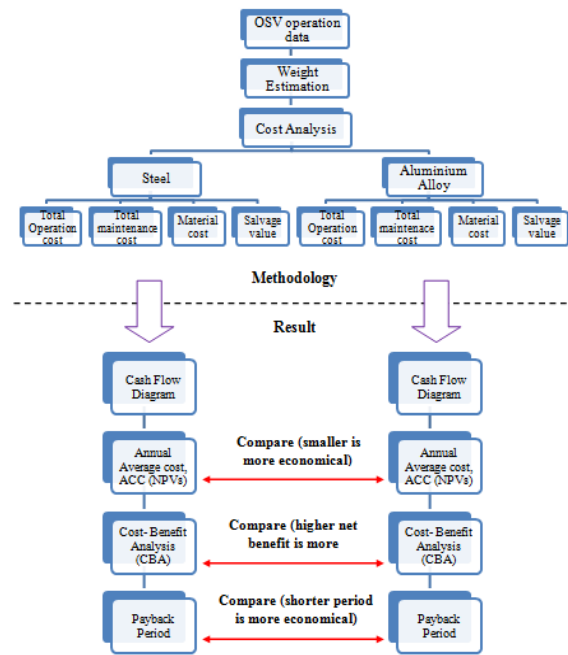 OSV operation
data
Weight
Estimation
Cost Analysis
Steel
Aluminium
Alloy
Total
Operation
cost
Total
maintenance
cost
Material
cost
Salvage
value
Total
Operation
cost
Total
maintenace
cost
Material
cost
Salvage
value
Methodology
Result
Cash Flow
Diagram
Cash Flow
Diagram
Compare (smaller is
more economical)
Annual
Average cost,
ACC (NPVs)
Annual
Average cost,
ACC (NPVs)
Compare (higher net
benefit is more
Cost- Benefit
Analysis
(CBA)
Cost- Benefit
Analysis
(CBA)
Compare (shorter period
is more economical)
Payback
Period
Payback
Period